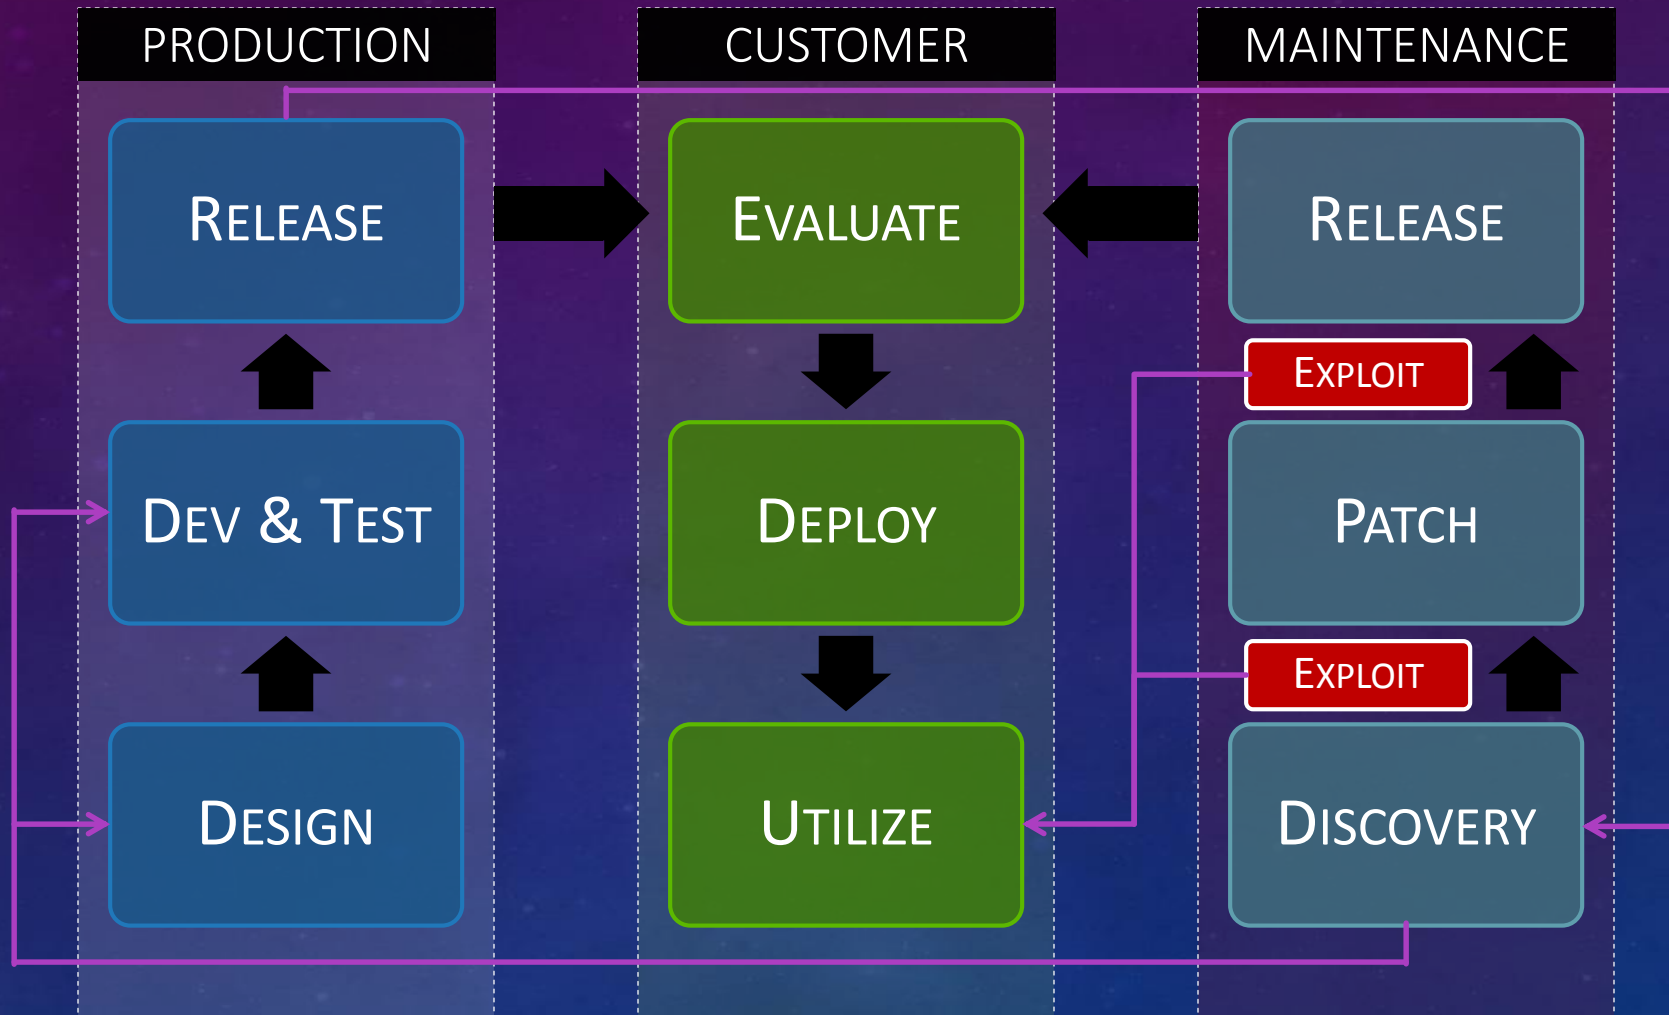 PRODUCTION
RELEASE
DEV & TEST
DESIGN
CUSTOMER
EVALUATE
DEPLOY
UTILIZE
MAINTENANCE
RELEASE
EXPLOIT
PATCH
EXPLOIT
DISCOVERY